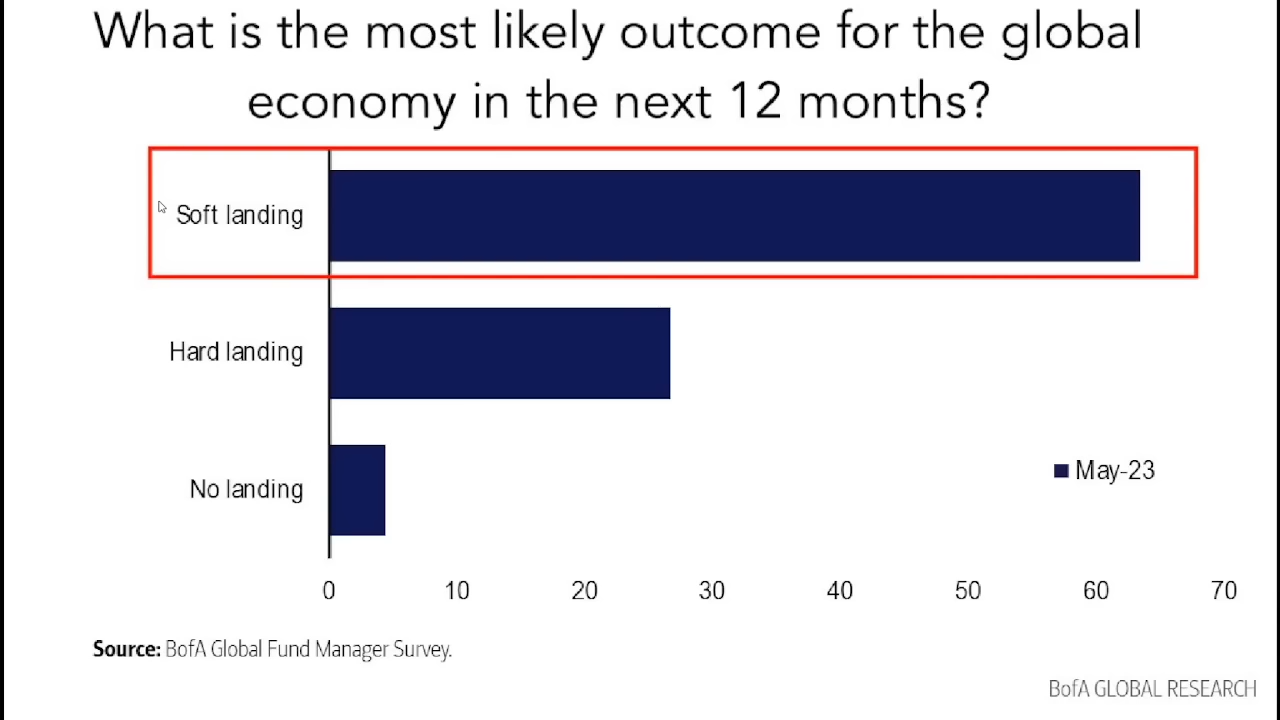 What is the most likely outcome for the global
economy in the next 12 months?
Soft landing
Hard landing
No landing
May-23
0 10 20 30 40 50 60 70
Source: BofA Global Fund Manager Survey.
BofA GLOBAL RESEARCH